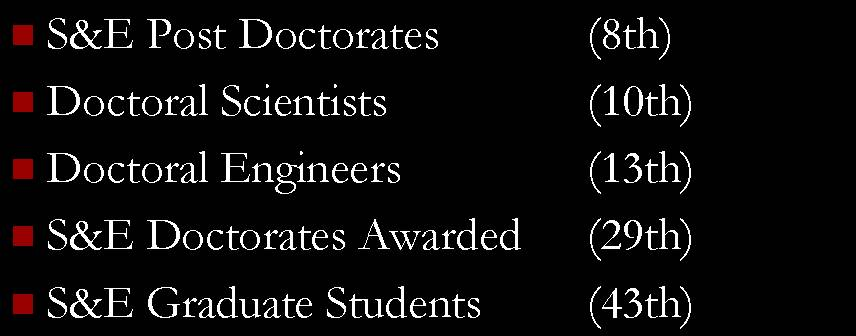 S&E Post Doctorates (8th)
Doctoral Scientists (10th)
Doctoral Engineers (13th)
S&E Doctorates Awarded (29th)
S&E Graduate Students (43th)